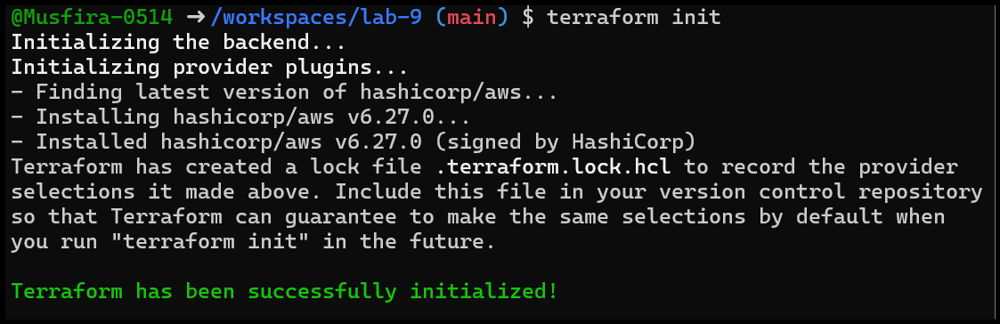 @Musfira-0514 ➜ /workspaces/lab-9 (main) $ terraform init
Initializing the backend...
Initializing provider plugins...
- Finding latest version of hashicorp/aws...
- Installing hashicorp/aws v6.27.0...
- Installed hashicorp/aws v6.27.0 (signed by HashiCorp)
Terraform has created a lock file .terraform.lock.hcl to record the provider
selections it made above. Include this file in your version control repository
so that Terraform can guarantee to make the same selections by default when
you run "terraform init" in the future.
Terraform has been successfully initialized!